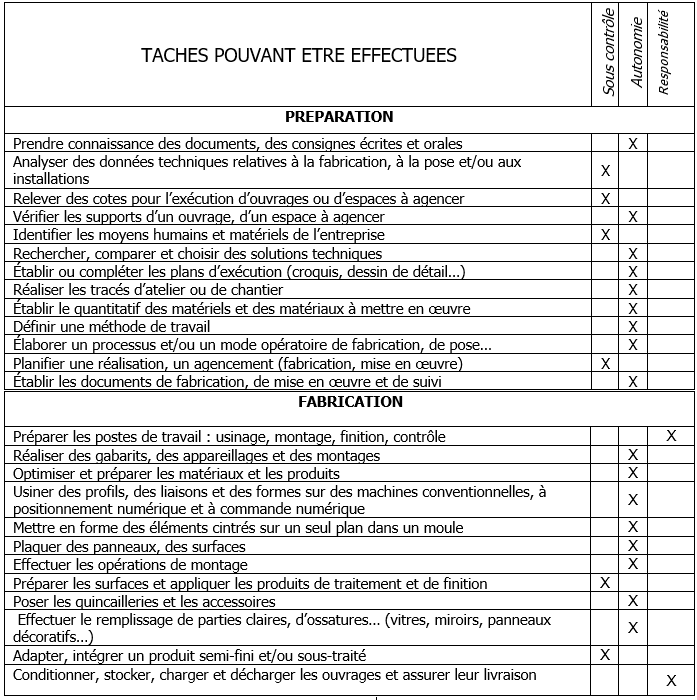 TACHES POUVANT ETRE EFFECTUEES
Sous contrôle
Autonomie
Responsabilité
PREPARATION
Prendre connaissance des documents, des consignes écrites et orales X
Analyser des données techniques relatives à la fabrication, à la pose et/ou aux
installations X
Relever des cotes pour l'exécution d'ouvrages ou d'espaces à agencer X
Vérifier les supports d'un ouvrage, d'un espace à agencer X
Identifier les moyens humains et matériels de l'entreprise X
Rechercher, comparer et choisir des solutions techniques X
Établir ou compléter les plans d'exécution (croquis, dessin de détail...) X
Réaliser les tracés d'atelier ou de chantier X
Établir le quantitatif des matériels et des matériaux à mettre en œuvre X
Définir une méthode de travail X
Élaborer un processus et/ou un mode opératoire de fabrication, de pose... X
Planifier une réalisation, un agencement (fabrication, mise en œuvre) X
Établir les documents de fabrication, de mise en œuvre et de suivi X
FABRICATION
Préparer les postes de travail : usinage, montage, finition, contrôle X
Réaliser des gabarits, des appareillages et des montages X
Optimiser et préparer les matériaux et les produits X
Usiner des profils, des liaisons et des formes sur des machines conventionnelles, à
positionnement numérique et à commande numérique X
Mettre en forme des éléments cintrés sur un seul plan dans un moule X
Plaquer des panneaux, des surfaces X
Effectuer les opérations de montage X
Préparer les surfaces et appliquer les produits de traitement et de finition X
Poser les quincailleries et les accessoires X
Effectuer le remplissage de parties claires, d'ossatures... (vitres, miroirs, panneaux
décoratifs...) X
Adapter, intégrer un produit semi-fini et/ou sous-traité X
Conditionner, stocker, charger et décharger les ouvrages et assurer leur livraison X